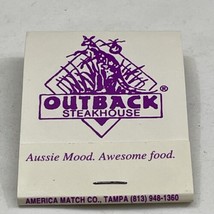 OUTBACK®
STEAKHOUSE
Aussie Mood. Awesome food.
AMERICA MATCH CO., TAMPA (813) 948-1360